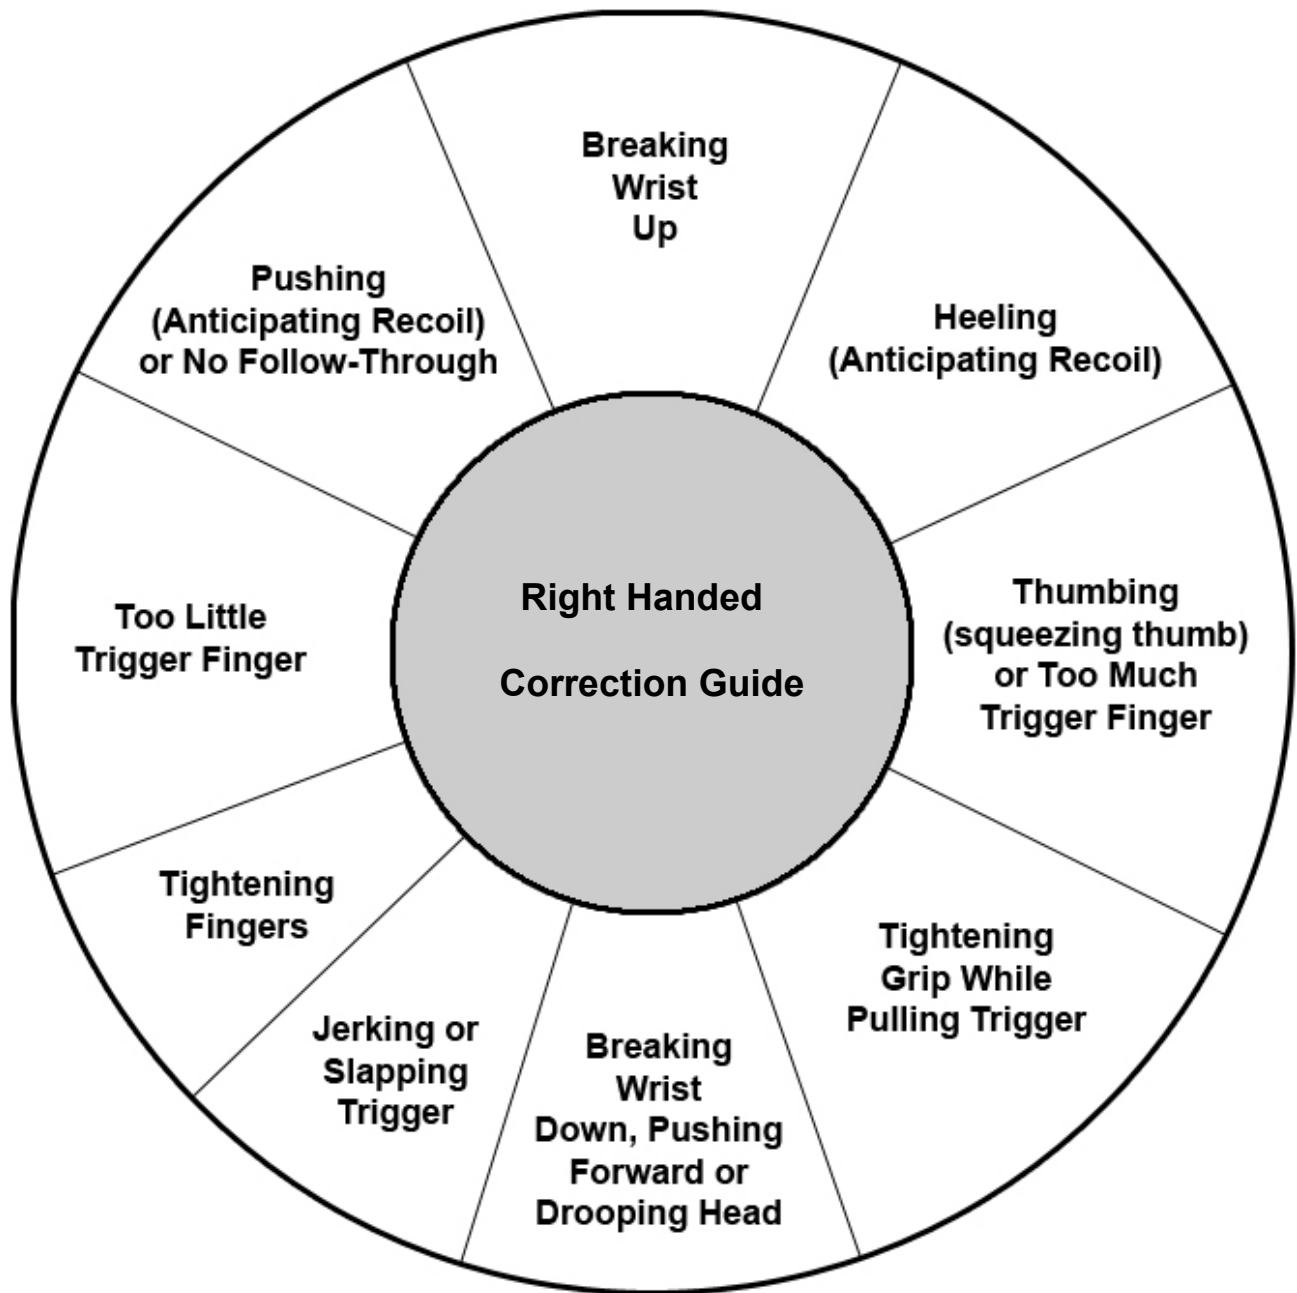 Breaking
Wrist
Up
Pushing
(Anticipating Recoil)
or No Follow-Through
Heeling
(Anticipating Recoil)
Right Handed
Correction Guide
Too Little
Trigger Finger
Thumbing
(squeezing thumb)
or Too Much
Trigger Finger
Tightening
Fingers
Tightening
Grip While
Pulling Trigger
Jerking or
Slapping
Trigger
Breaking
Wrist
Down, Pushing
Forward or
Drooping Head